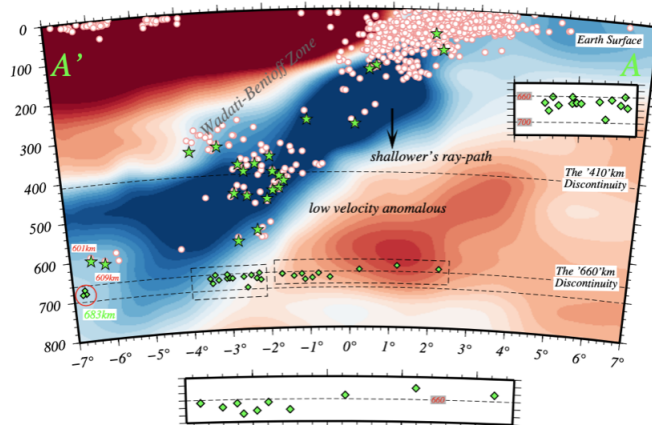 0
100
200
300
400
500
600
700
800
A'
A
Wadati-Benioff Zone
Earth Surface
660
700
shallower's ray-path
The '410'km
Discontinuity
low velocity anomalous
601km
609km
683km
The '660'km
Discontinuity
−7° −6° −5° −4° −3° −2° −1° 0° 1° 2° 3° 4° 5° 6° 7°
660